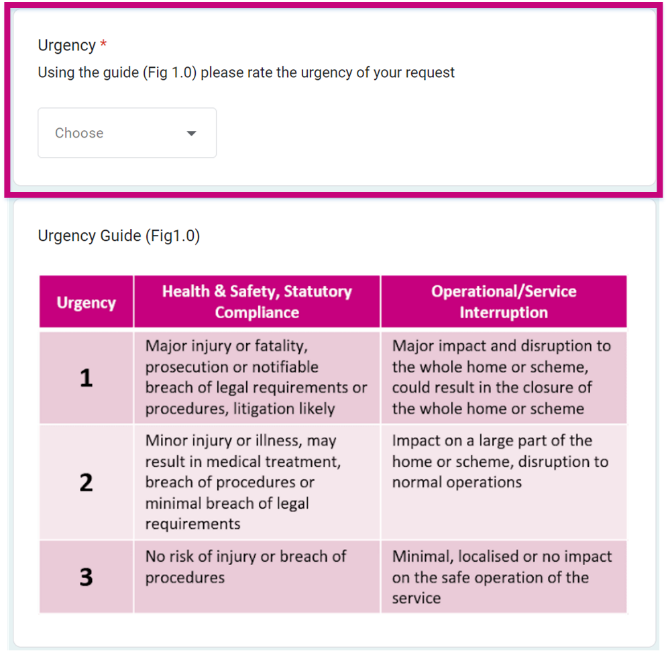 Urgency *
Using the guide (Fig 1.0) please rate the urgency of your request
Choose
Urgency Guide (Fig1.0)
Urgency
Health & Safety, Statutory
Compliance
Operational/Service
Interruption
1
Major injury or fatality,
prosecution or notifiable
breach of legal requirements or
procedures, litigation likely
Major impact and disruption to
the whole home or scheme,
could result in the closure of
the whole home or scheme
2
Minor injury or illness, may
result in medical treatment,
breach of procedures or
minimal breach of legal
requirements
Impact on a large part of the
home or scheme, disruption to
normal operations
3
No risk of injury or breach of
procedures
Minimal, localised or no impact
on the safe operation of the
service